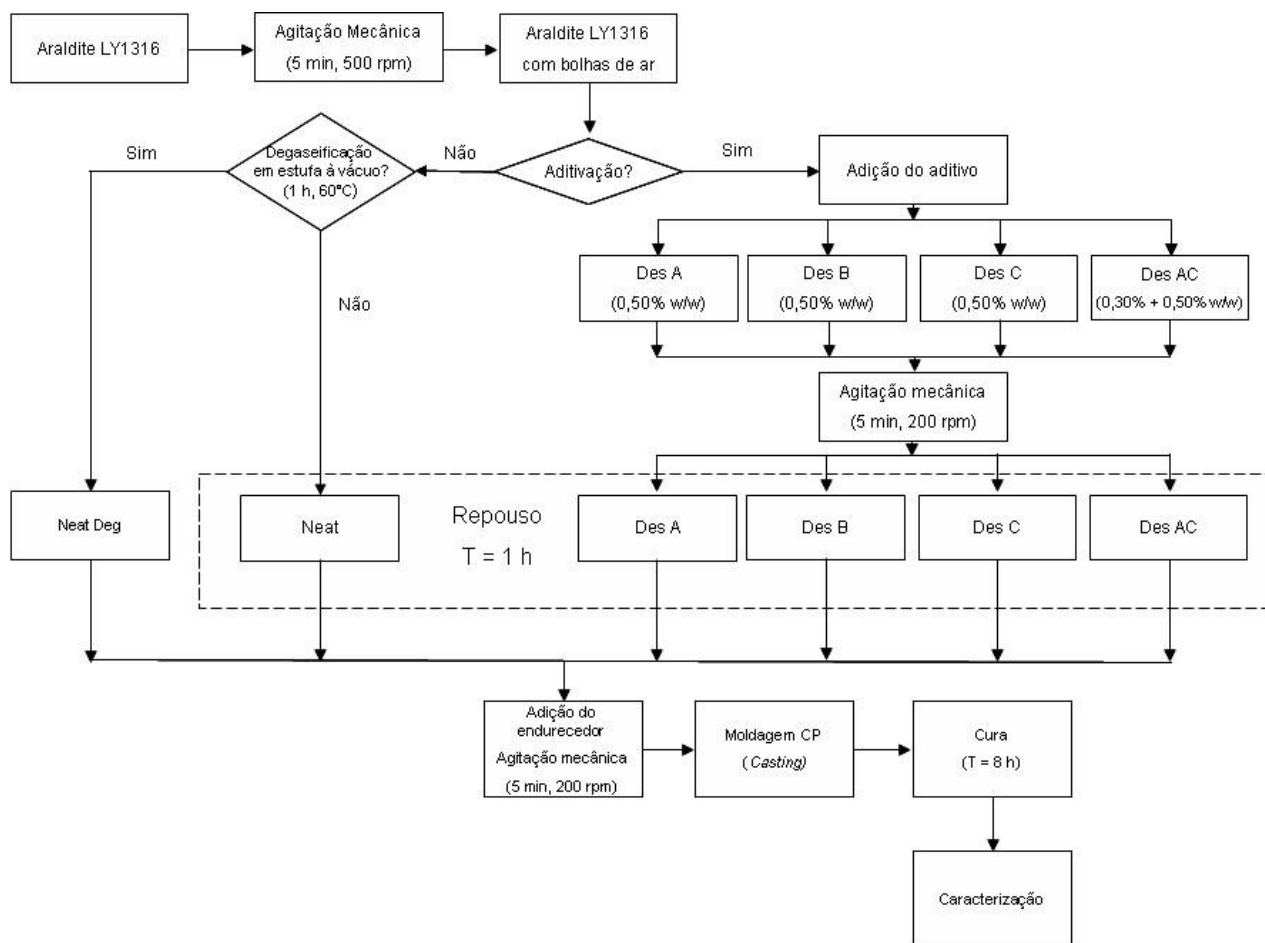 Araldite LY1316
Agitação Mecânica
(5 min, 500 rpm)
Araldite LY1316
com bolhas de ar
Sim
Degaseificação
em estufa à vácuo?
(1 h, 60°C)
Não
Aditivação?
Sim
Adição do aditivo
Não
Des A
(0,50% w/w)
Des B
(0,50% w/w)
Des C
(0,50% w/w)
Des AC
(0,30% + 0,50% w/w)
Agitação mecânica
(5 min, 200 rpm)
Neat Deg
Neat
Repouso
T = 1 h
Des A
Des B
Des C
Des AC
Adição do
endurecedor
Agitação mecânica
(5 min, 200 rpm)
Moldagem CP
(Casting)
Cura
(T = 8 h)
Caracterização